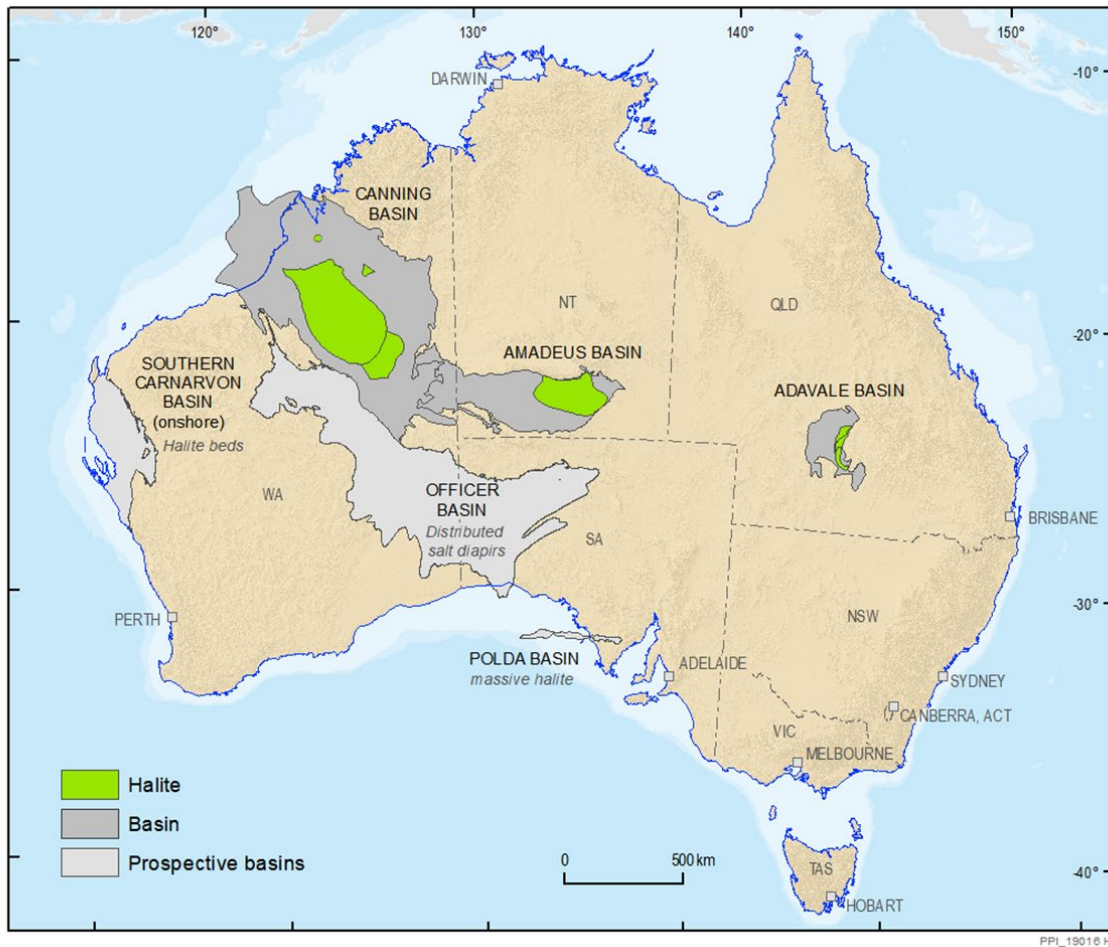 120°
130°
140°
150°
DARWIN
-10°
CANNING
BASIN
NT
QLD
-20°
AMADEUS BASIN
SOUTHERN
CARNARVON
BASIN
(onshore)
Halite beds
ADAVALE BASIN
WA
OFFICER
BASIN
Distributed
salt diapirs
SA
BRISBANE
-30°
PERTH
NSW
POLDA BASIN
massive halite
ADELAIDE
SYDNEY
CANBERRA, ACT
VIC
MELBOURNE
Halite
Basin
Prospective basins
0 500 km
TAS
-40°
HOBART
PPI_19016 H